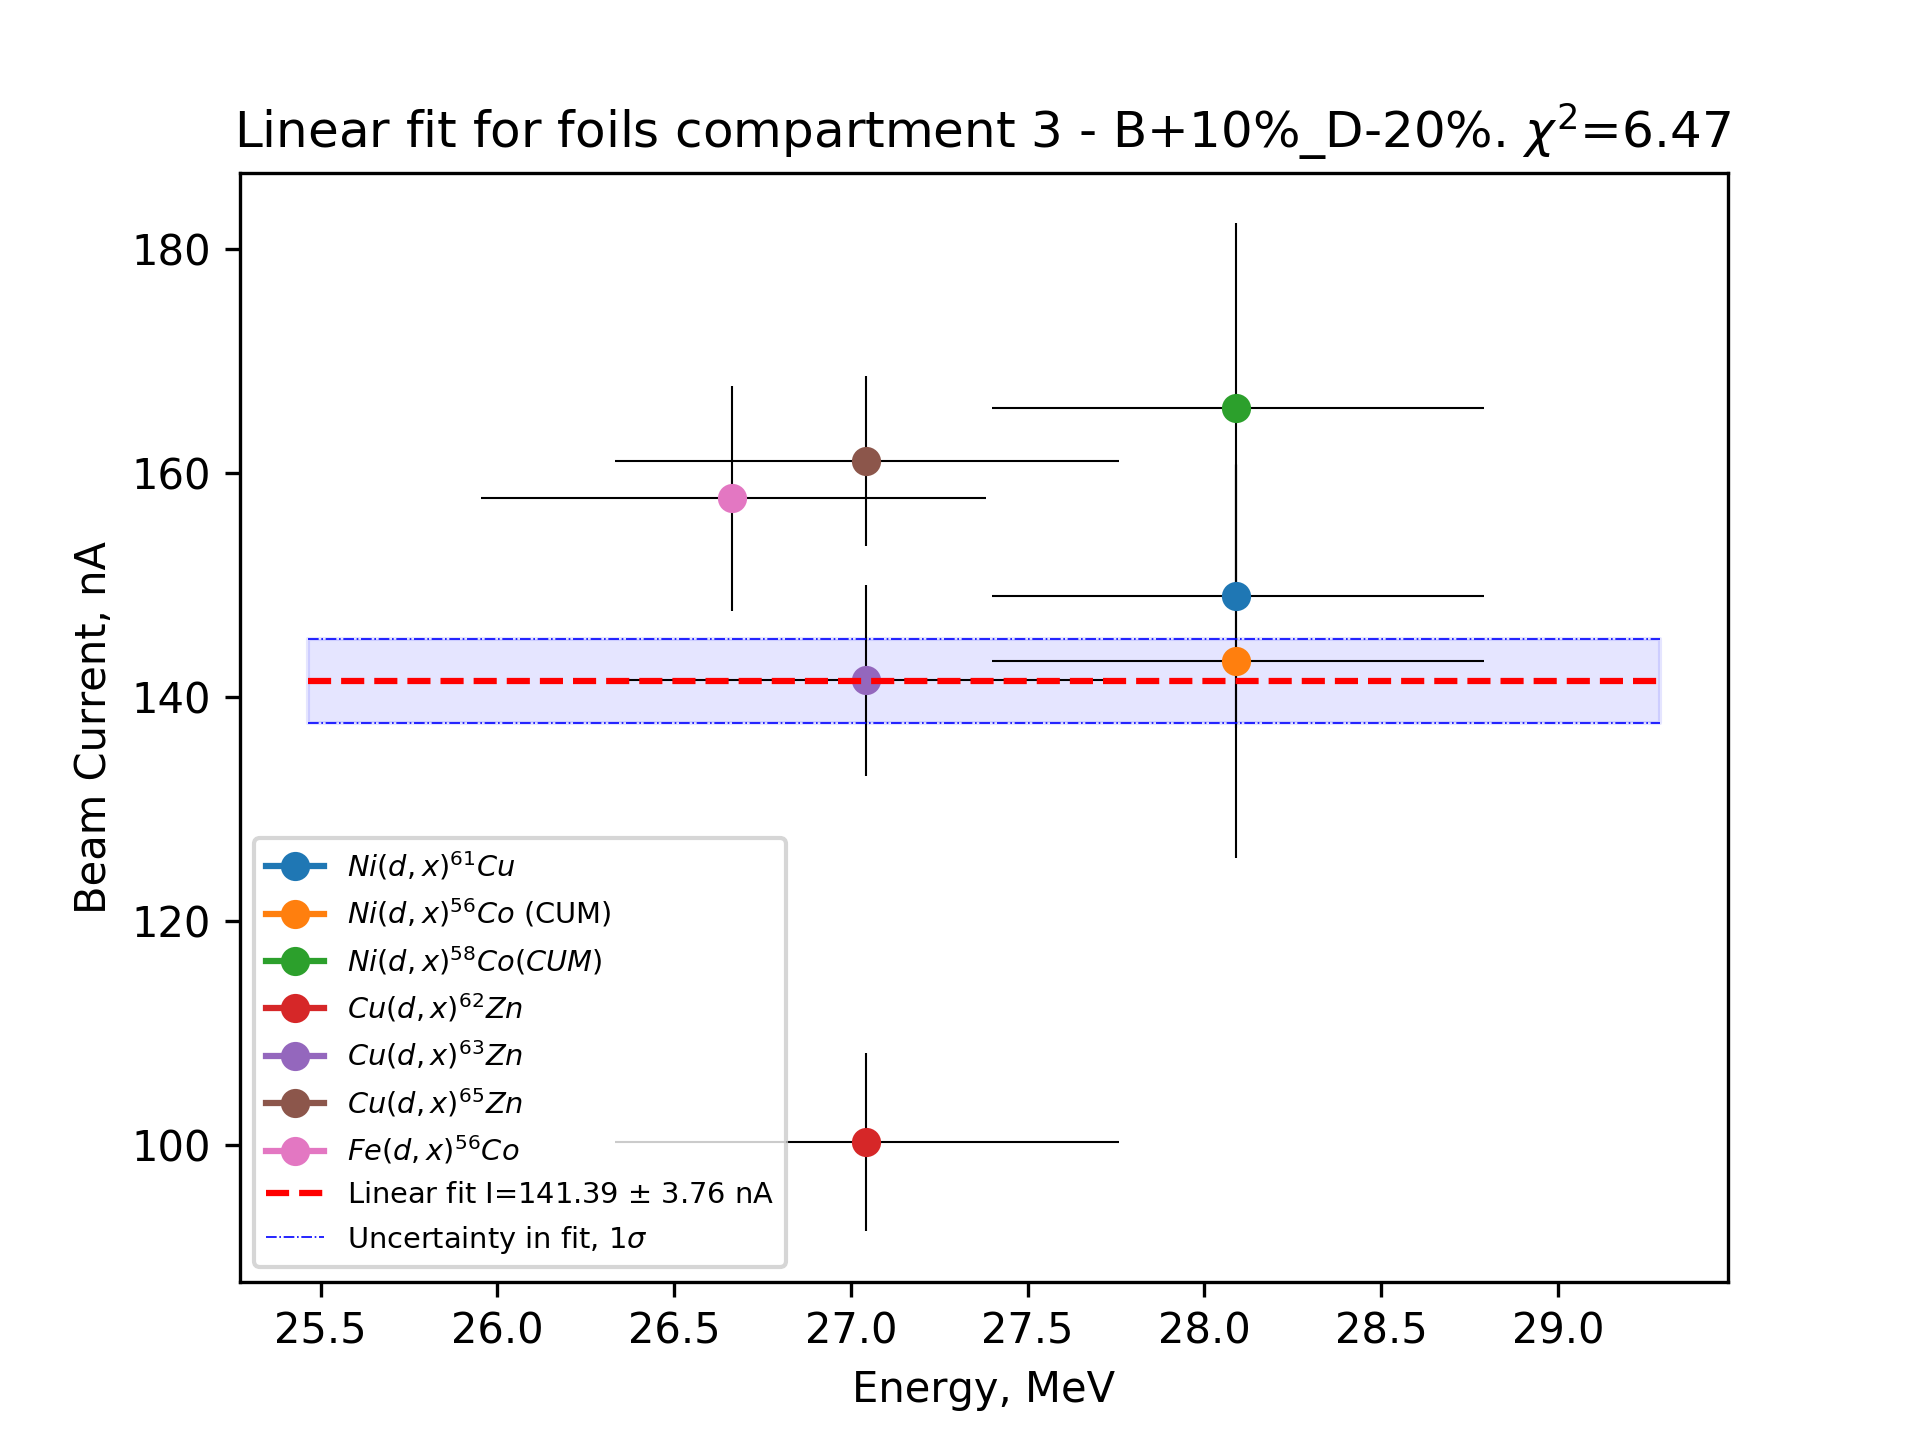 Linear fit for foils compartment 3 - B+10%_D-20%. χ²=6.47
180
160
140
120
100
Beam Current, nA
Ni(d, x)⁶¹Cu
Ni(d, x)⁵⁶Co (CUM)
Ni(d, x)⁵⁸Co(CUM)
Cu(d, x)⁶²Zn
Cu(d, x)⁶³Zn
Cu(d, x)⁶⁵Zn
Fe(d, x)⁵⁶Co
Linear fit I=141.39 ± 3.76 nA
Uncertainty in fit, 1σ
25.5 26.0 26.5 27.0 27.5 28.0 28.5 29.0
Energy, MeV